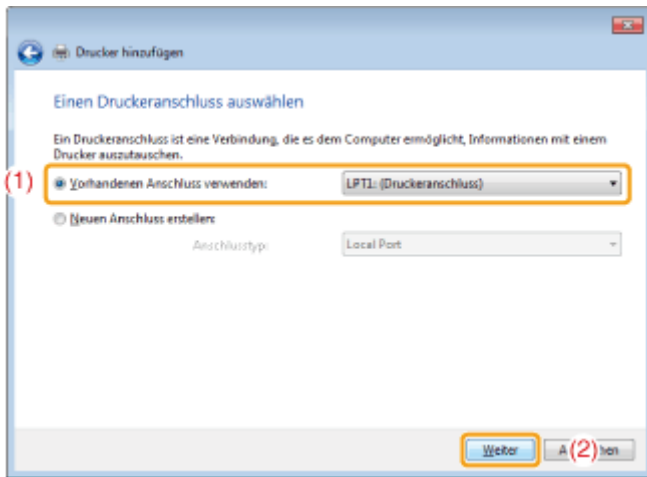 Drucker hinzufügen
Einen Druckeranschluss auswählen
Ein Druckeranschluss ist eine Verbindung, die es dem Computer ermöglicht, Informationen mit einem
Drucker auszutauschen.
(1) Vorhandenen Anschluss verwenden: LPT1: (Druckeranschluss)
Neuen Anschluss erstellen:
Anschlusstyp: Local Port
Weiter (2)